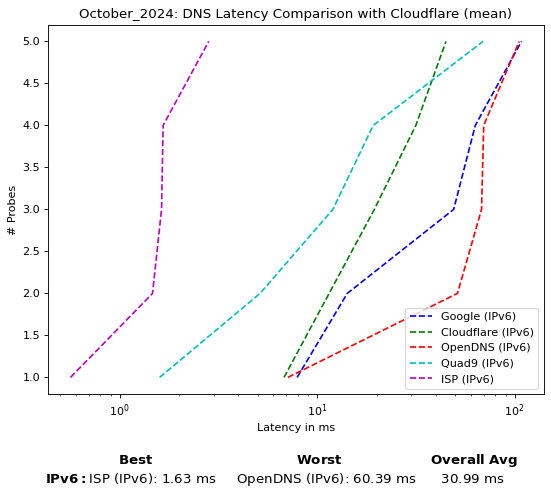 October_2024: DNS Latency Comparison with Cloudflare (mean)
5.0
4.5
4.0
3.5
3.0
2.5
2.0
1.5
1.0
# Probes
Google (IPv6)
Cloudflare (IPv6)
OpenDNS (IPv6)
Quad9 (IPv6)
ISP (IPv6)
10⁰ 10¹ 10²
Latency in ms
Best Worst Overall Avg
IPv6: ISP (IPv6): 1.63 ms OpenDNS (IPv6): 60.39 ms 30.99 ms